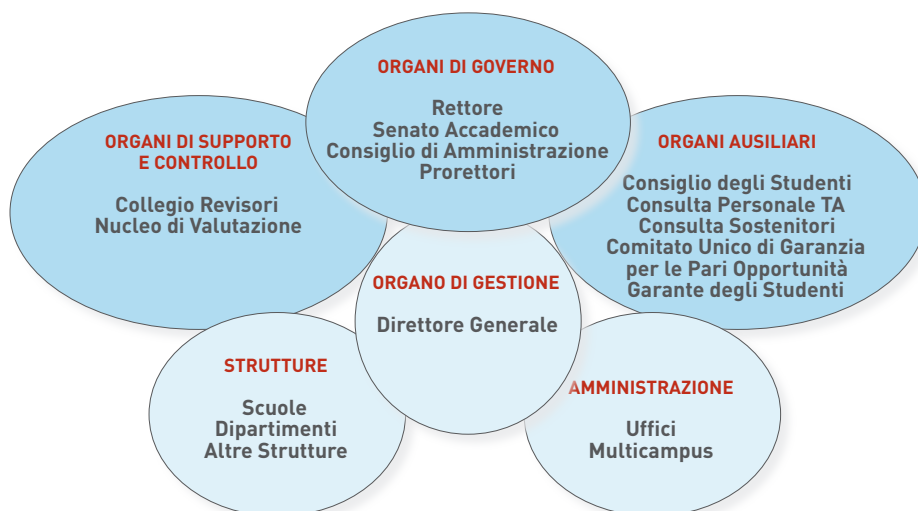 ORGANI DI GOVERNO
Rettore
Senato Accademico
Consiglio di Amministrazione
Prorettori
ORGANI DI SUPPORTO
E CONTROLLO
Collegio Revisori
Nucleo di Valutazione
ORGANI AUSILIARI
Consiglio degli Studenti
Consulta Personale TA
Consulta Sostenitori
Comitato Unico di Garanzia
per le Pari Opportunità
Garante degli Studenti
ORGANO DI GESTIONE
Direttore Generale
STRUTTURE
Scuole
Dipartimenti
Altre Strutture
AMMINISTRAZIONE
Uffici
Multicampus